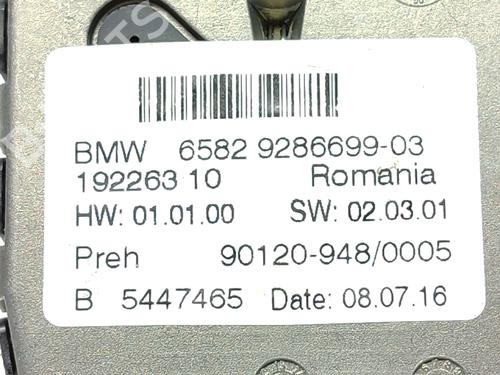 BMW 6582 9286699-03
192263 10 Romania
HW: 01.01.00 SW: 02.03.01
Preh 90120-948/0005
B 5447465 Date: 08.07.16